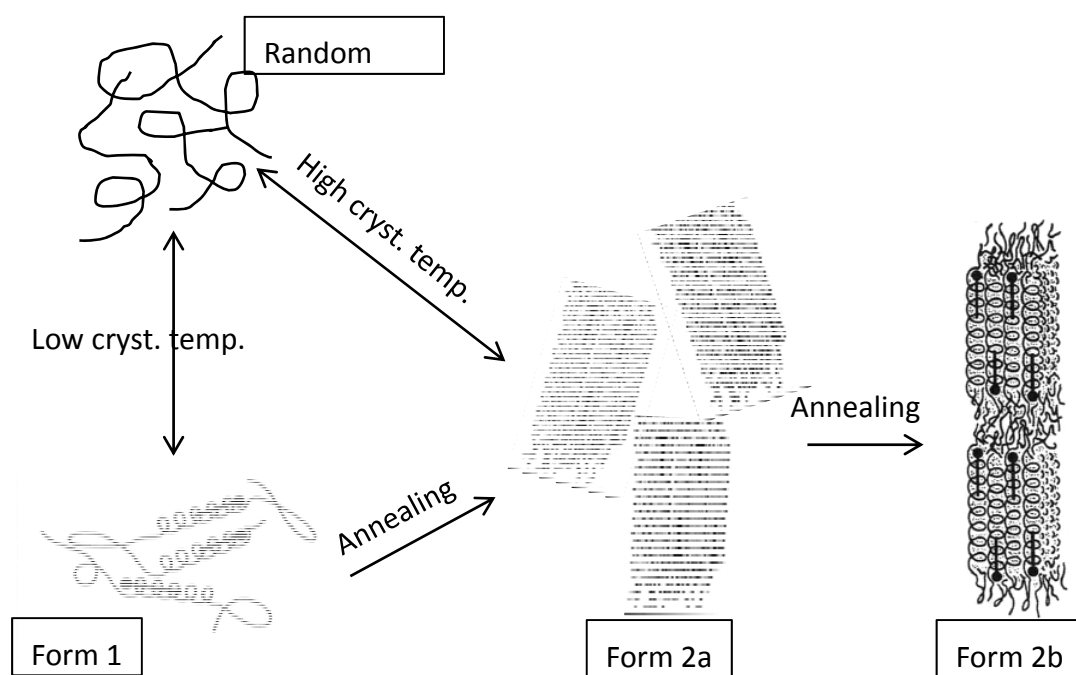 Random
High cryst. temp.
Low cryst. temp.
Annealing
Annealing
Form 1
Form 2a
Form 2b